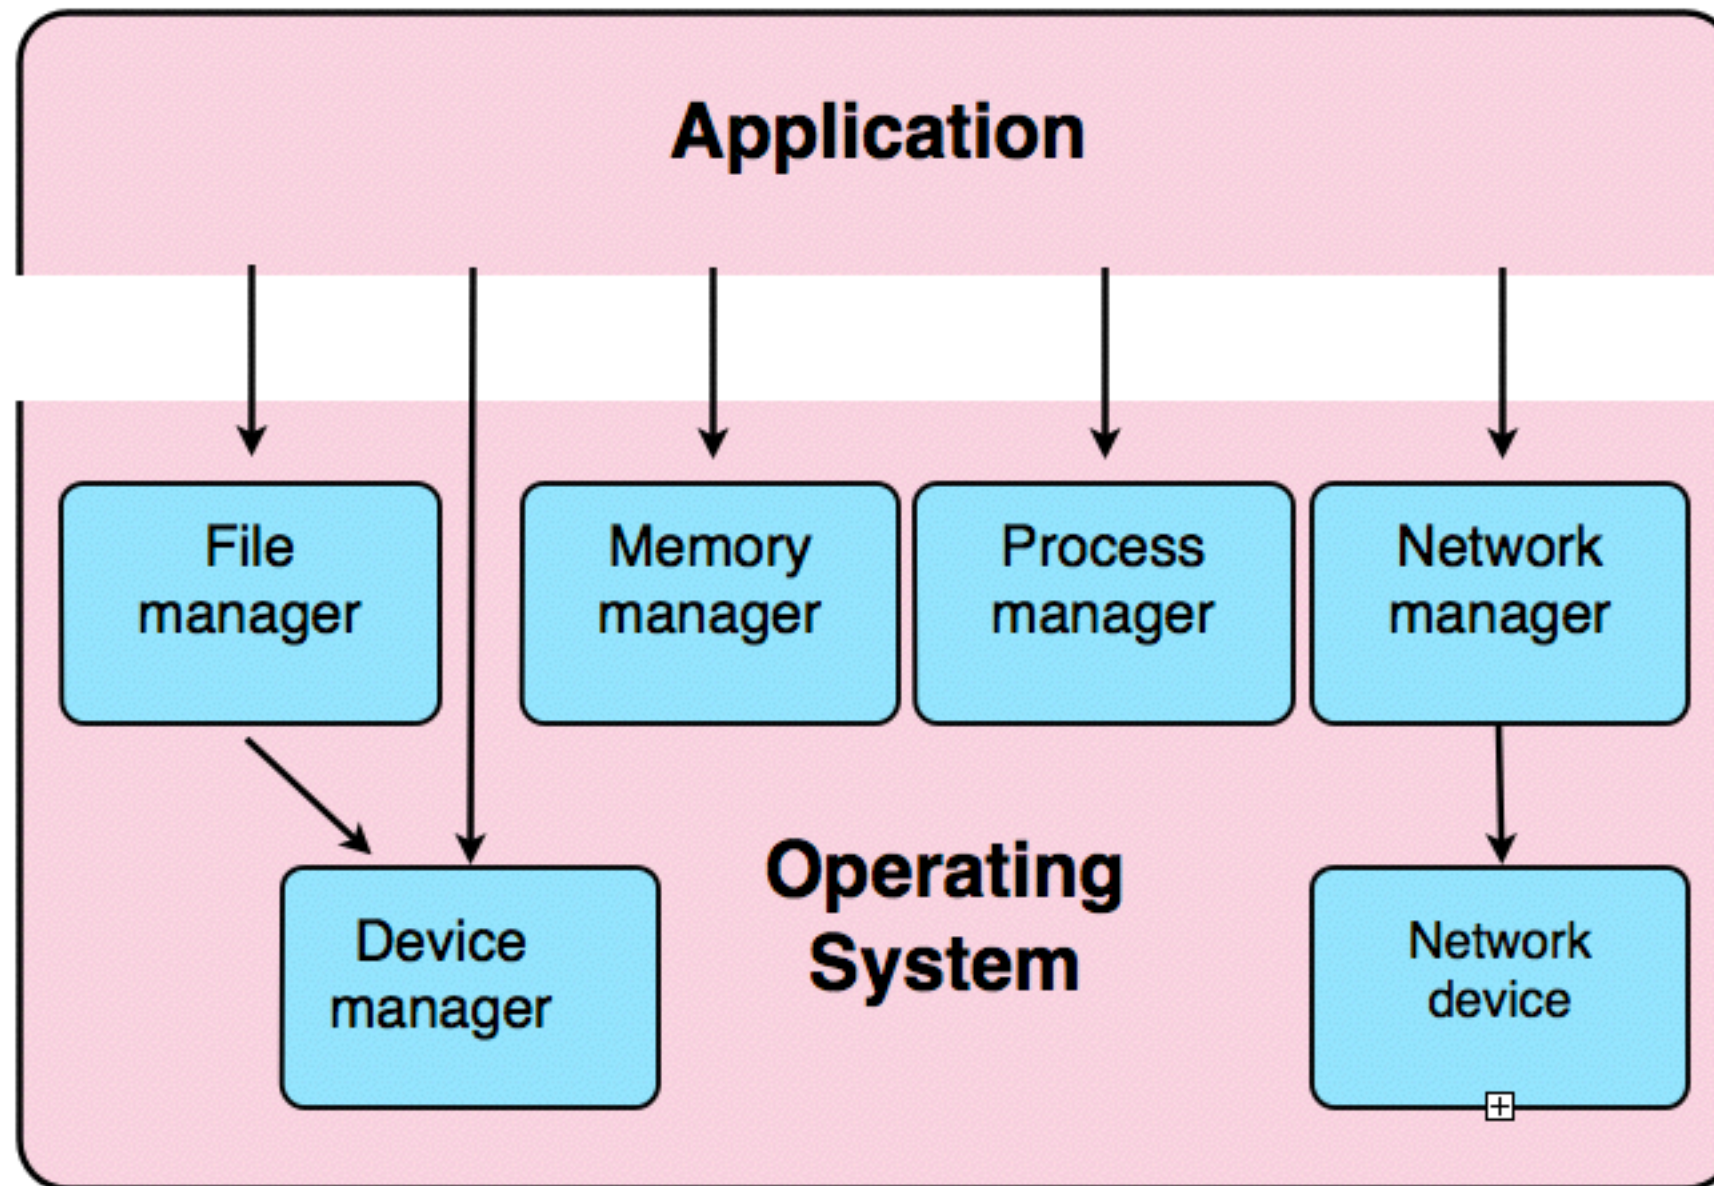 Application
File
manager
Memory
manager
Process
manager
Network
manager
Device
manager
Operating
System
Network
device